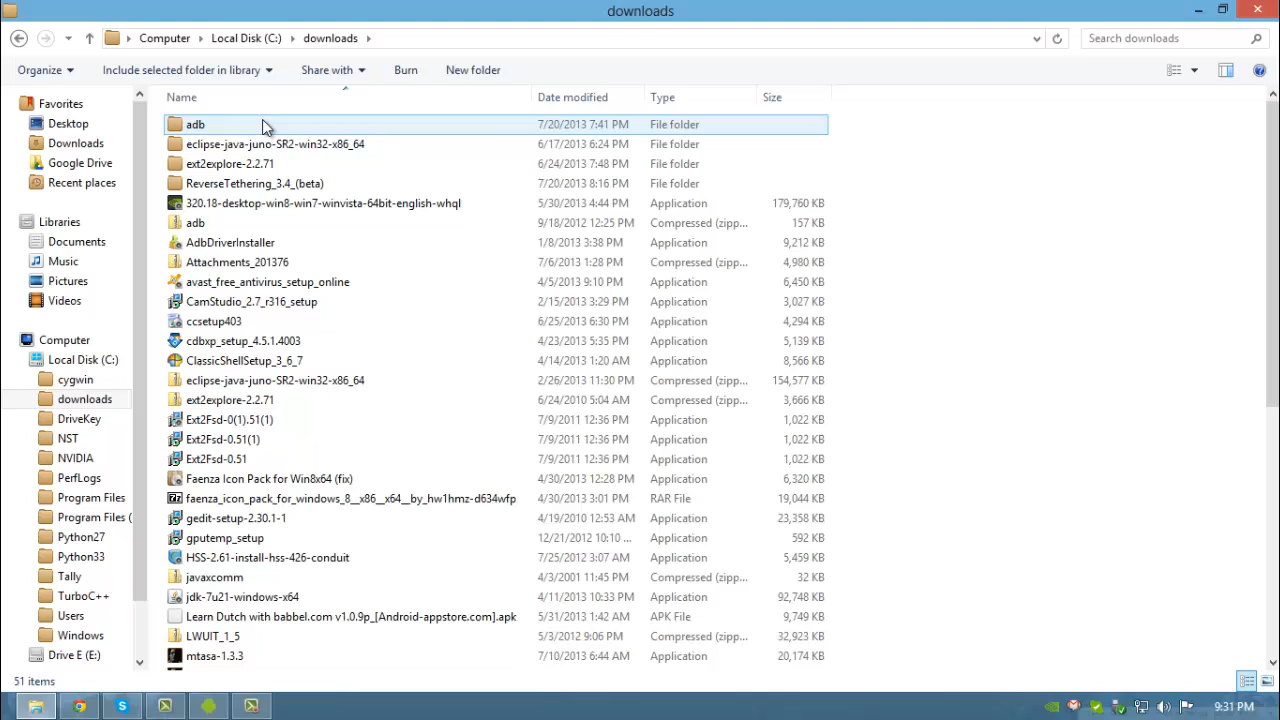 downloads
Computer Local Disk (C:) downloads
Search downloads
Organize Include selected folder in library Share with Burn New folder
Name Date modified Type Size
Favorites
Desktop
Downloads
Google Drive
Recent places
Libraries
Documents
Music
Pictures
Videos
Computer
Local Disk (C:)
cygwin
downloads
DriveKey
NST
NVIDIA
PerfLogs
Program Files
Program Files (
Python27
Python33
Tally
TurboC++
Users
Windows
Drive E (E:)
adb 7/20/2013 7:41 PM File folder
eclipse-java-juno-SR2-win32-x86_64 6/17/2013 6:24 PM File folder
ext2explore-2.2.71 6/24/2013 7:48 PM File folder
ReverseTethering_3.4_(beta) 7/20/2013 8:16 PM File folder
320.18-desktop-win8-win7-winvista-64bit-english-whql 5/30/2013 4:44 PM Application 179,760 KB
adb 9/18/2012 12:25 PM Compressed (zipp... 157 KB
AdbDriverInstaller 1/8/2013 3:38 PM Application 9,212 KB
Attachments_201376 7/6/2013 1:28 PM Compressed (zipp... 4,980 KB
avast_free_antivirus_setup_online 4/5/2013 9:10 PM Application 6,450 KB
CamStudio_2.7_r316_setup 2/15/2013 3:29 PM Application 3,027 KB
ccsetup403 6/25/2013 6:30 PM Application 4,294 KB
cdbxp_setup_4.5.1.4003 4/23/2013 5:35 PM Application 5,139 KB
ClassicShellSetup_3_6_7 4/14/2013 1:20 AM Application 8,566 KB
eclipse-java-juno-SR2-win32-x86_64 2/26/2013 11:30 PM Compressed (zipp... 154,577 KB
ext2explore-2.2.71 6/24/2010 5:04 AM Compressed (zipp... 3,666 KB
Ext2Fsd-0(1).51(1) 7/9/2011 12:36 PM Application 1,022 KB
Ext2Fsd-0.51(1) 7/9/2011 12:36 PM Application 1,022 KB
Ext2Fsd-0.51 7/9/2011 12:36 PM Application 1,022 KB
Faenza Icon Pack for Win8x64 (fix) 4/30/2013 12:28 PM Application 6,320 KB
faenza_icon_pack_for_windows_8__x86_x64__by_hw1hmz-d634wfp 4/30/2013 3:01 PM RAR File 19,044 KB
gedit-setup-2.30.1-1 4/19/2010 12:53 AM Application 23,358 KB
gputemp_setup 12/21/2012 10:10 ... Application 592 KB
HSS-2.61-install-hss-426-conduit 7/25/2012 3:07 AM Application 5,459 KB
javaxcomm 4/3/2001 11:45 PM Compressed (zipp... 32 KB
jdk-7u21-windows-x64 4/11/2013 10:33 PM Application 92,748 KB
Learn Dutch with babbel.com v1.0.9p_[Android-appstore.com].apk 5/31/2013 1:42 AM APK File 9,749 KB
LWUIT_1_5 5/3/2012 9:06 PM Compressed (zipp... 32,923 KB
mtasa-1.3.3 7/10/2013 6:44 AM Application 20,174 KB
51 items
9:31 PM